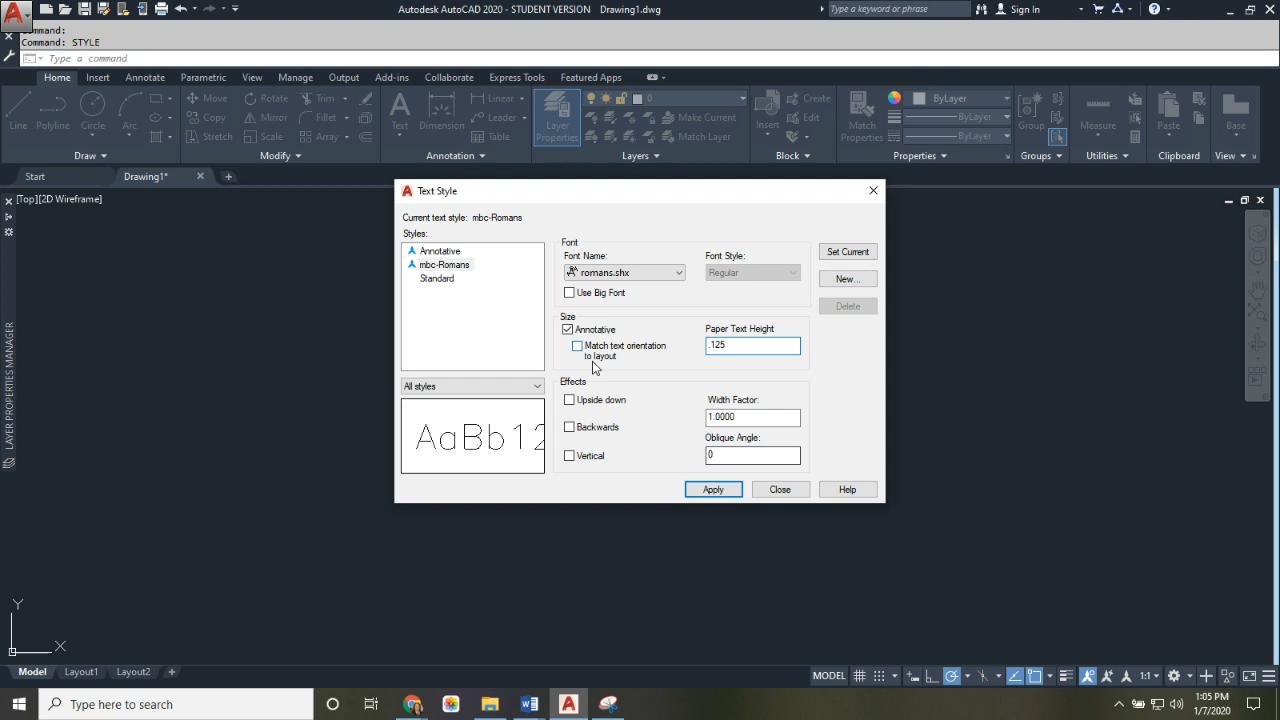 Autodesk AutoCAD 2020 - STUDENT VERSION Drawing1.dwg
Type a keyword or phrase
Sign In
Command:
Command: STYLE
Type a command
Home Insert Annotate Parametric View Manage Output Add-ins Collaborate Express Tools Featured Apps
Line Polyline Circle Arc
Move Rotate Trim
Copy Mirror Fillet
Stretch Scale Array
Text Dimension
Linear
Leader
Table
Layer Properties
0
Make Current
Match Layer
Insert
Create
Edit
Match Properties
ByLayer
ByLayer
ByLayer
Group
Measure
Paste
Base
Draw Modify Annotation Layers Block Properties Groups Utilities Clipboard View
Start Drawing1*
[Top][2D Wireframe]
LAYER PROPERTIES MANAGER
Text Style
Current text style: mbc-Romans
Styles:
Annotative
mbc-Romans
Standard
All styles
AaBb12
Font
Font Name:
romans.shx
Font Style:
Regular
Use Big Font
Size
Annotative
Match text orientation
to layout
Paper Text Height
.125
Effects
Upside down
Backwards
Vertical
Width Factor:
1.0000
Oblique Angle:
0
Set Current
New...
Delete
Apply Close Help
Y
X
Model Layout1 Layout2
MODEL
1:1
Type here to search
1:05 PM
1/7/2020